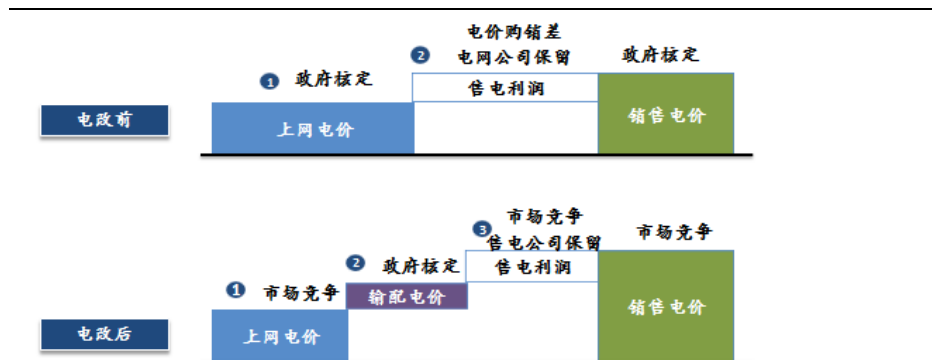 电价购销差
❷ 电网公司保留
政府核定
❶ 政府核定
售电利润
电改前
上网电价
销售电价
市场竞争
❸ 售电公司保留
市场竞争
❷ 政府核定
售电利润
❶ 市场竞争
输配电价
销售电价
电改后
上网电价